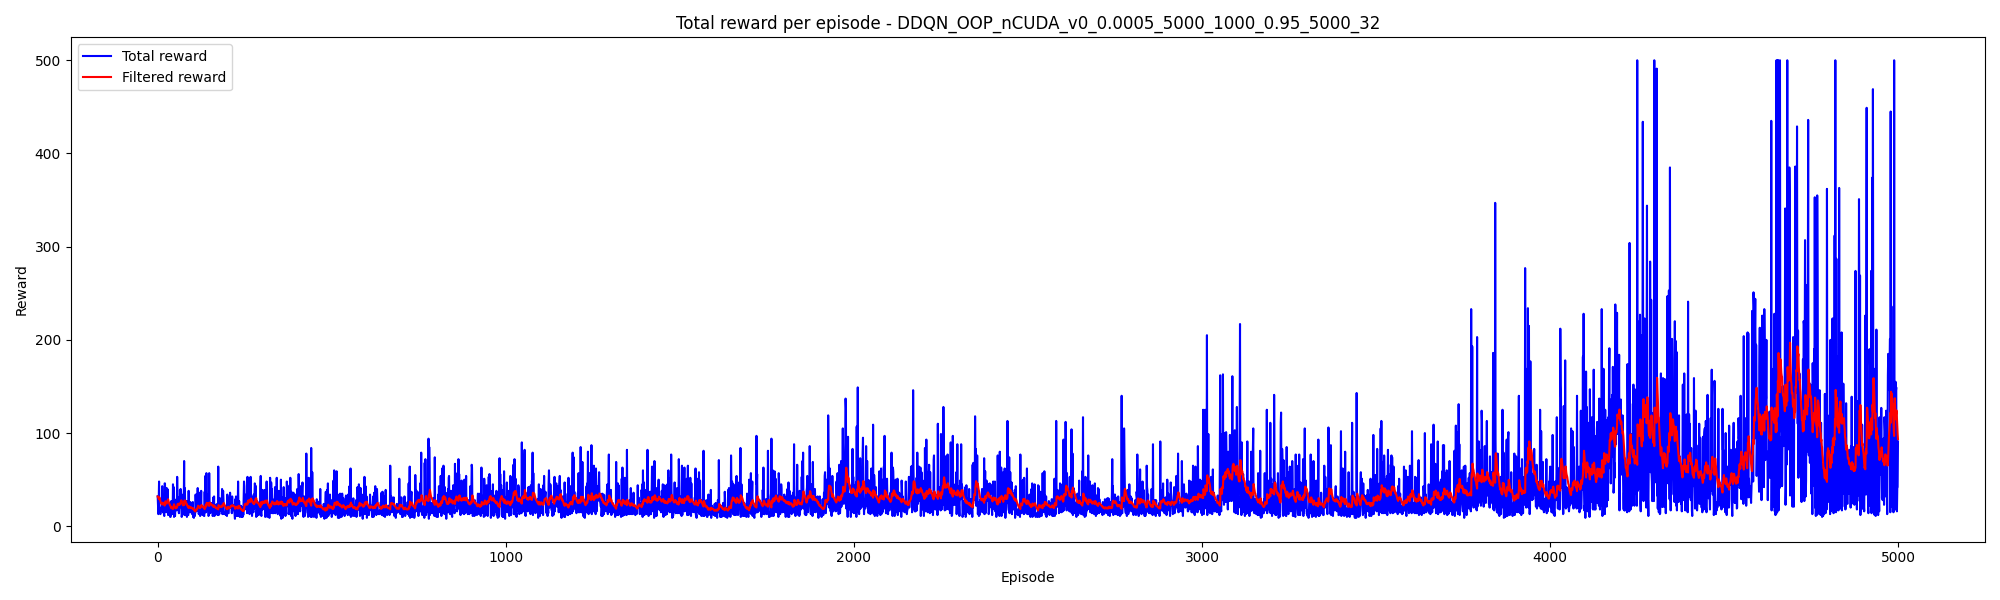 Total reward per episode - DDQN_OOP_nCUDA_v0_0.0005_5000_1000_0.95_5000_32
Total reward
Filtered reward
500
400
300
200
100
0
Reward
0 1000 2000 3000 4000 5000
Episode